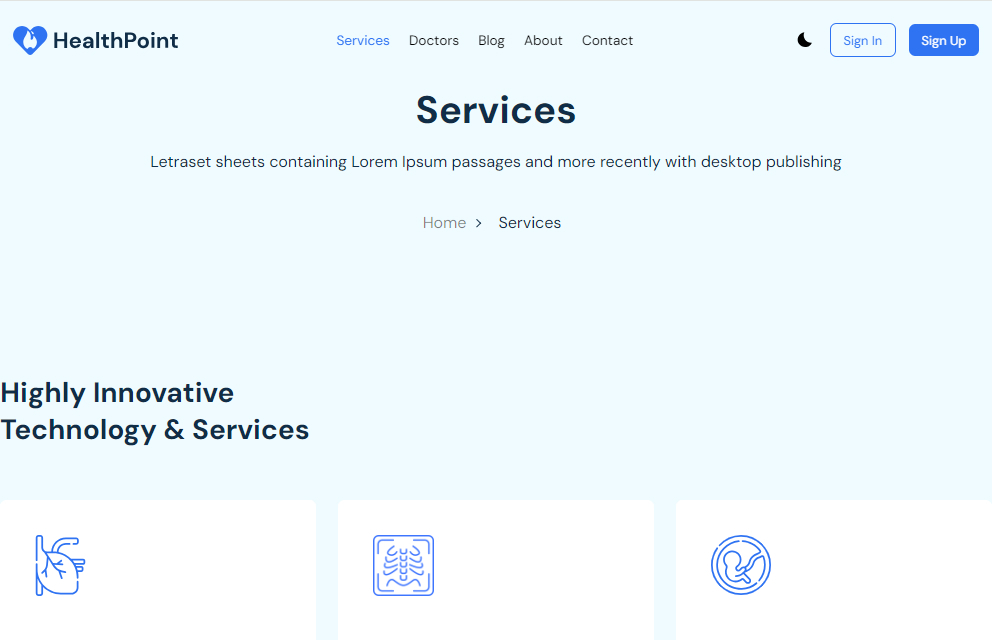 HealthPoint
Services Doctors Blog About Contact
Sign In
Sign Up
Services
Letraset sheets containing Lorem Ipsum passages and more recently with desktop publishing
Home > Services
Highly Innovative
Technology & Services